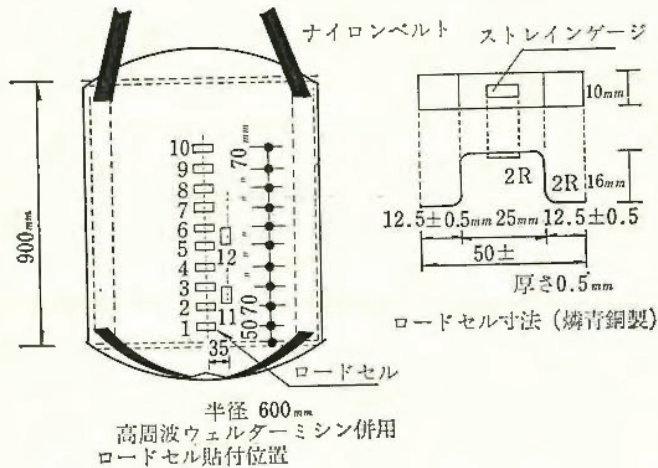 ナイロンベルト
ストレインゲージ
10mm
2R
2R
16mm
12.5±0.5mm
25mm
12.5±0.5
50±
厚さ0.5mm
ロードセル寸法（燐青銅製）
900mm
10
9
8
7
6
5
4
3
2
1
12
11
70mm
〃
〃
〃
〃
〃
〃
〃
70
50
35
ロードセル
半径 600mm
高周波ウェルダーミシン併用
ロードセル貼付位置